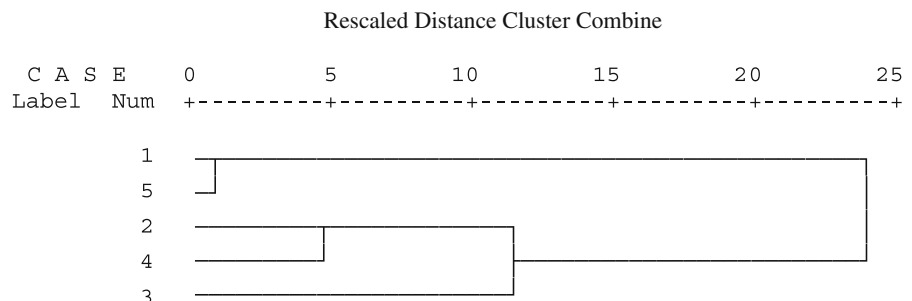 Rescaled Distance Cluster Combine
C A S E 0 5 10 15 20 25
Label Num +---------+---------+---------+---------+---------+
1
5
2
4
3